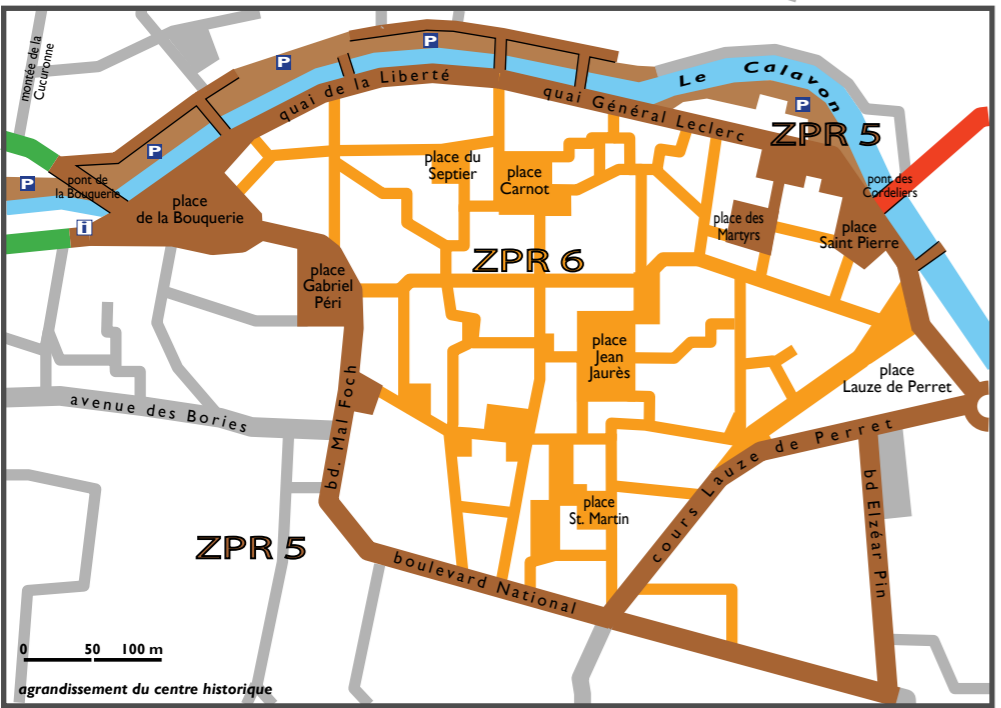 montée de la
Cucuronne
P
P
P
P
P
Le Calavon
quai de la Liberté
quai Général Leclerc
ZPR 5
pont de
la Bouquerie
i
place
de la Bouquerie
place du
Septier
place
Carnot
place des
Martyrs
pont des
Cordeliers
place
Saint Pierre
ZPR 6
place
Gabriel
Péri
place
Jean
Jaurès
place
Lauze de Perret
avenue des Bories
bd. Mal Foch
cours Lauze de Perret
bd Elzéar Pin
place
St. Martin
ZPR 5
boulevard National
0 50 100 m
agrandissement du centre historique